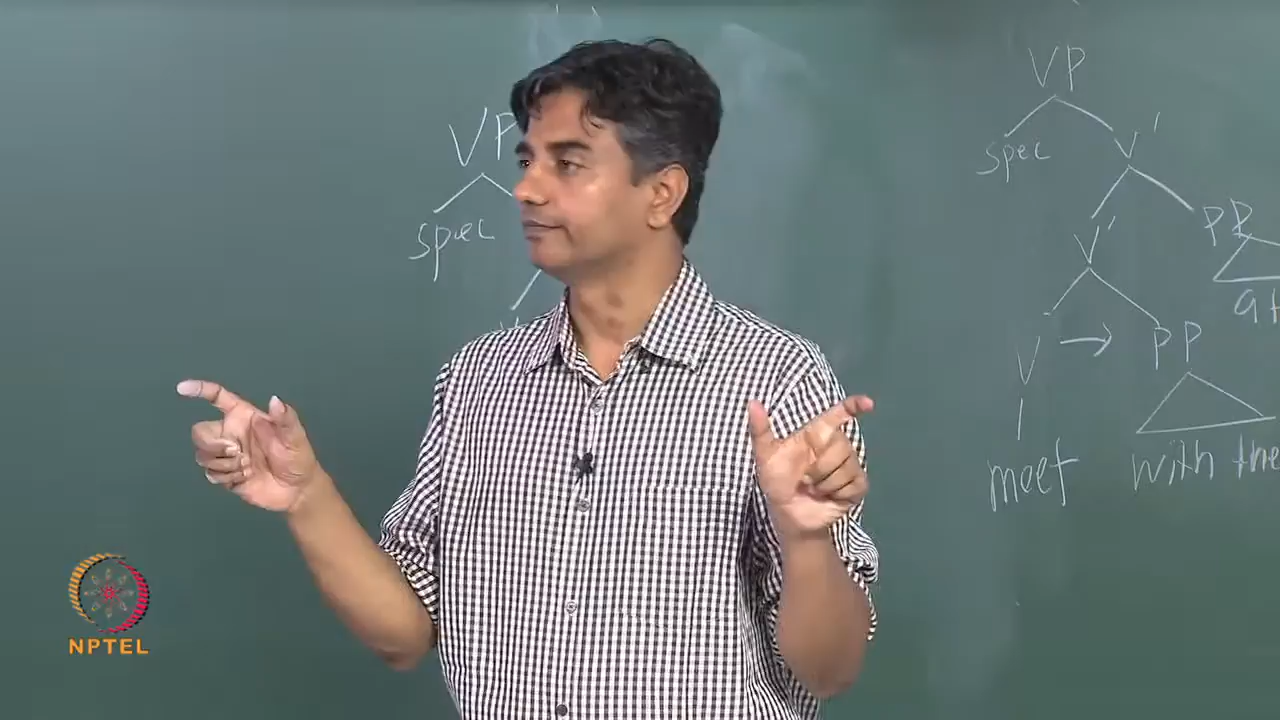 VP
spec
VP
spec V'
V' PP
V → PP
meet with the
NPTEL